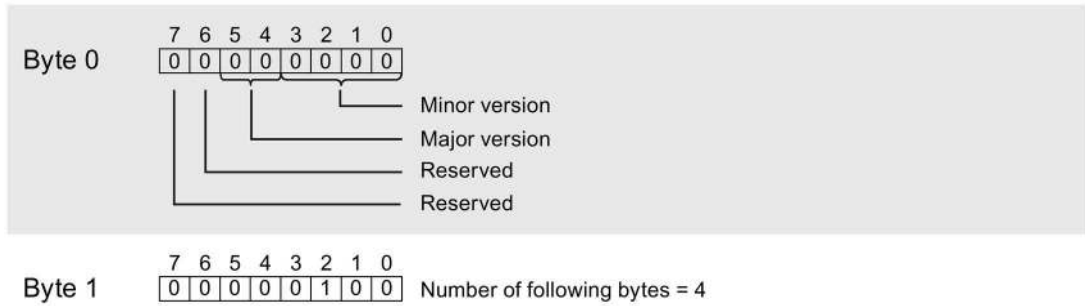 7 6 5 4 3 2 1 0
Byte 0 0 0 0 0 0 0 0 0
Minor version
Major version
Reserved
Reserved
7 6 5 4 3 2 1 0
Byte 1 0 0 0 0 0 1 0 0 Number of following bytes = 4